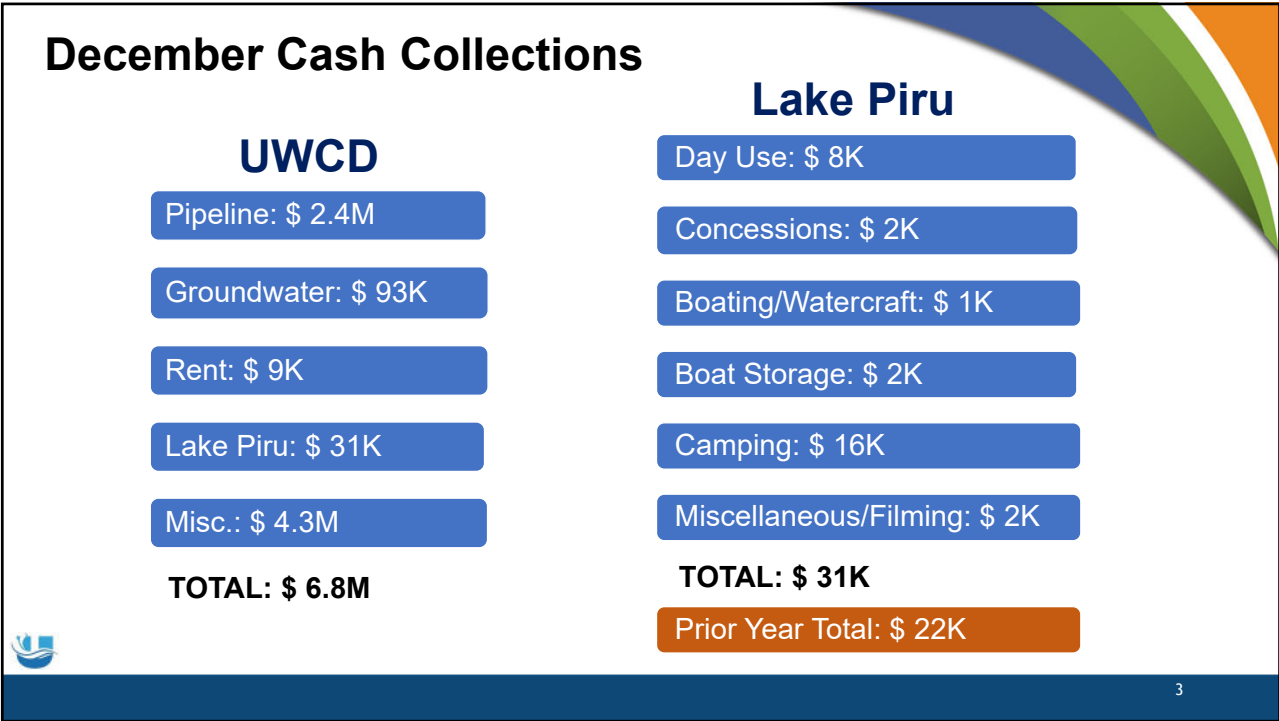 December Cash Collections
UWCD
Pipeline: $ 2.4M
Groundwater: $ 93K
Rent: $ 9K
Lake Piru: $ 31K
Misc.: $ 4.3M
TOTAL: $ 6.8M
Lake Piru
Day Use: $ 8K
Concessions: $ 2K
Boating/Watercraft: $ 1K
Boat Storage: $ 2K
Camping: $ 16K
Miscellaneous/Filming: $ 2K
TOTAL: $ 31K
Prior Year Total: $ 22K
3